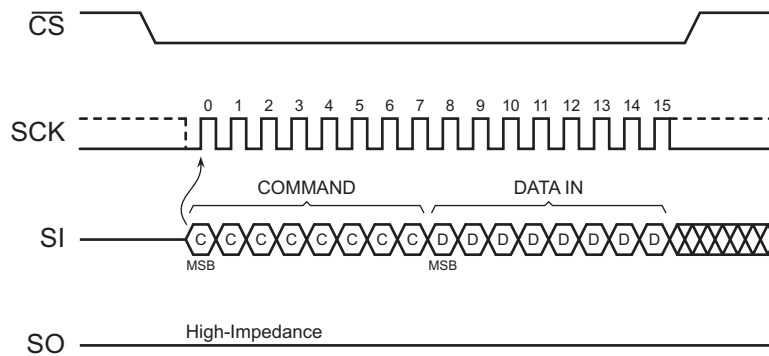 CS
0 1 2 3 4 5 6 7 8 9 10 11 12 13 14 15
SCK
COMMAND DATA IN
SI C C C C C C C C D D D D D D D D
MSB MSB
High-Impedance
SO